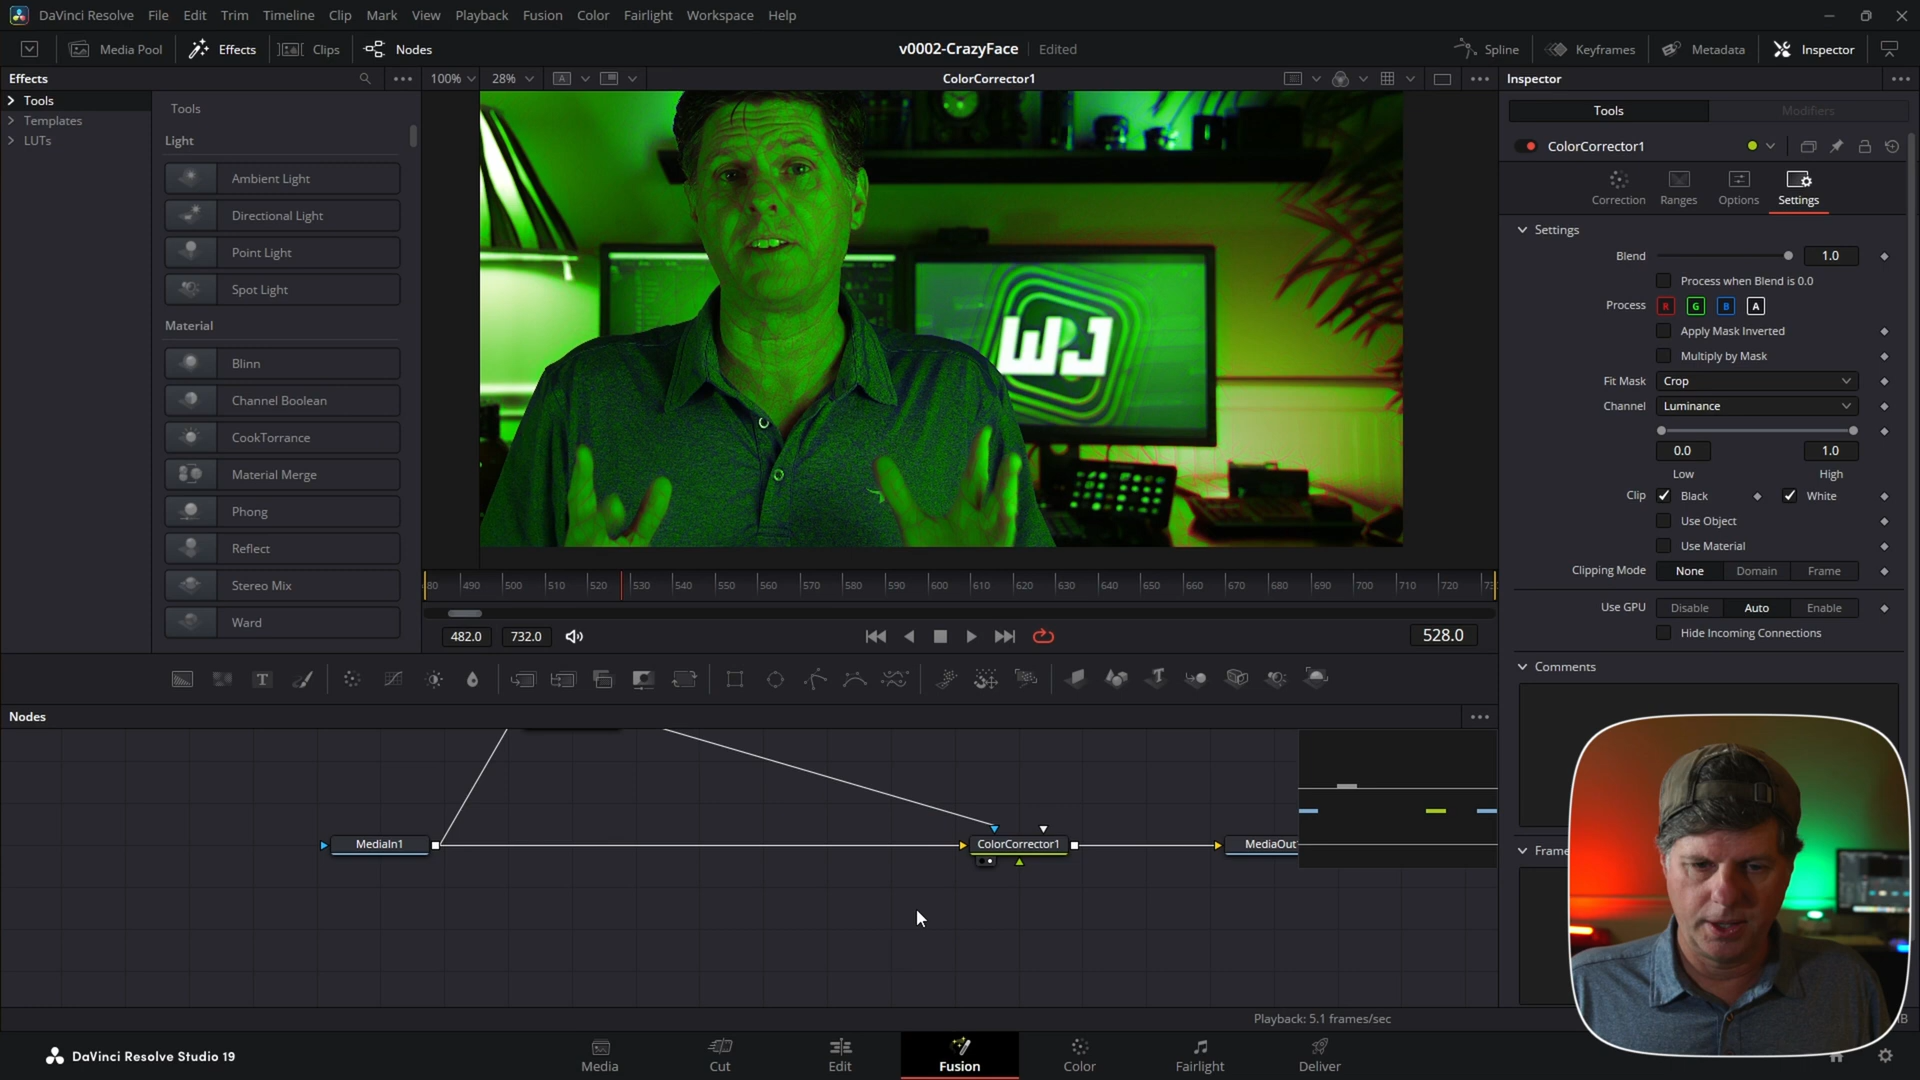 DaVinci Resolve File Edit Trim Timeline Clip Mark View Playback Fusion Color Fairlight Workspace Help
Media Pool Effects Clips Nodes v0002-CrazyFace Edited Spline Keyframes Metadata Inspector
Effects 100% 28% A ColorCorrector1 Inspector
Tools
Templates
LUTs
Tools
Light
Ambient Light
Directional Light
Point Light
Spot Light
Material
Blinn
Channel Boolean
CookTorrance
Material Merge
Phong
Reflect
Stereo Mix
Ward
WJ
80 490 500 510 520 530 540 550 560 570 580 590 600 610 620 630 640 650 660 670 680 690 700 710 720 73
482.0 732.0 528.0
T
Nodes
MediaIn1 ColorCorrector1 MediaOut
Playback: 5.1 frames/sec
Tools Modifiers
ColorCorrector1
Correction Ranges Options Settings
Settings
Blend 1.0
Process when Blend is 0.0
Process R G B A
Apply Mask Inverted
Multiply by Mask
Fit Mask Crop
Channel Luminance
0.0 1.0
Low High
Clip Black White
Use Object
Use Material
Clipping Mode None Domain Frame
Use GPU Disable Auto Enable
Hide Incoming Connections
Comments
Frame
DaVinci Resolve Studio 19 Media Cut Edit Fusion Color Fairlight Deliver